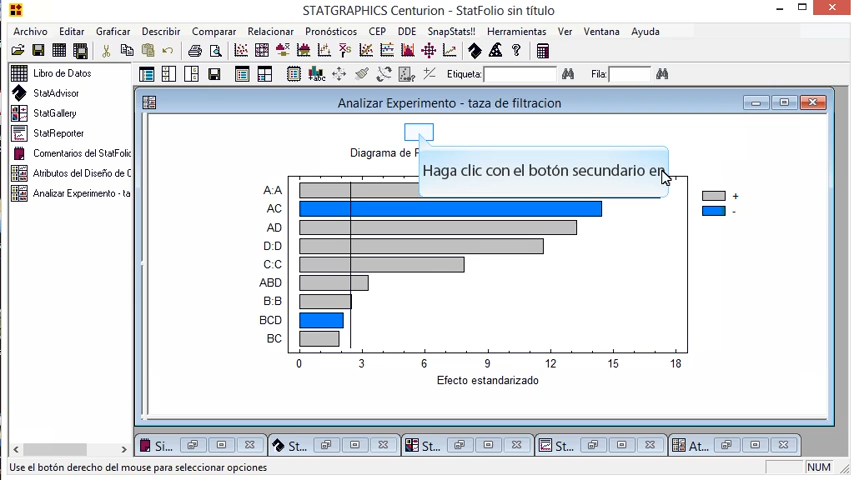 STATGRAPHICS Centurion - StatFolio sin título
Archivo Editar Graficar Describir Comparar Relacionar Pronósticos CEP DDE SnapStats!! Herramientas Ver Ventana Ayuda
Etiqueta: Fila:
Libro de Datos
StatAdvisor
StatGallery
StatReporter
Comentarios del StatFolio
Atributos del Diseño de
Analizar Experimento - ta
Analizar Experimento - taza de filtracion
Diagrama de
Haga clic con el botón secundario en
A:A
AC
AD
D:D
C:C
ABD
B:B
BCD
BC
+
-
0 3 6 9 12 15 18
Efecto estandarizado
Si... St... St... St... At...
Use el botón derecho del mouse para seleccionar opciones
NUM